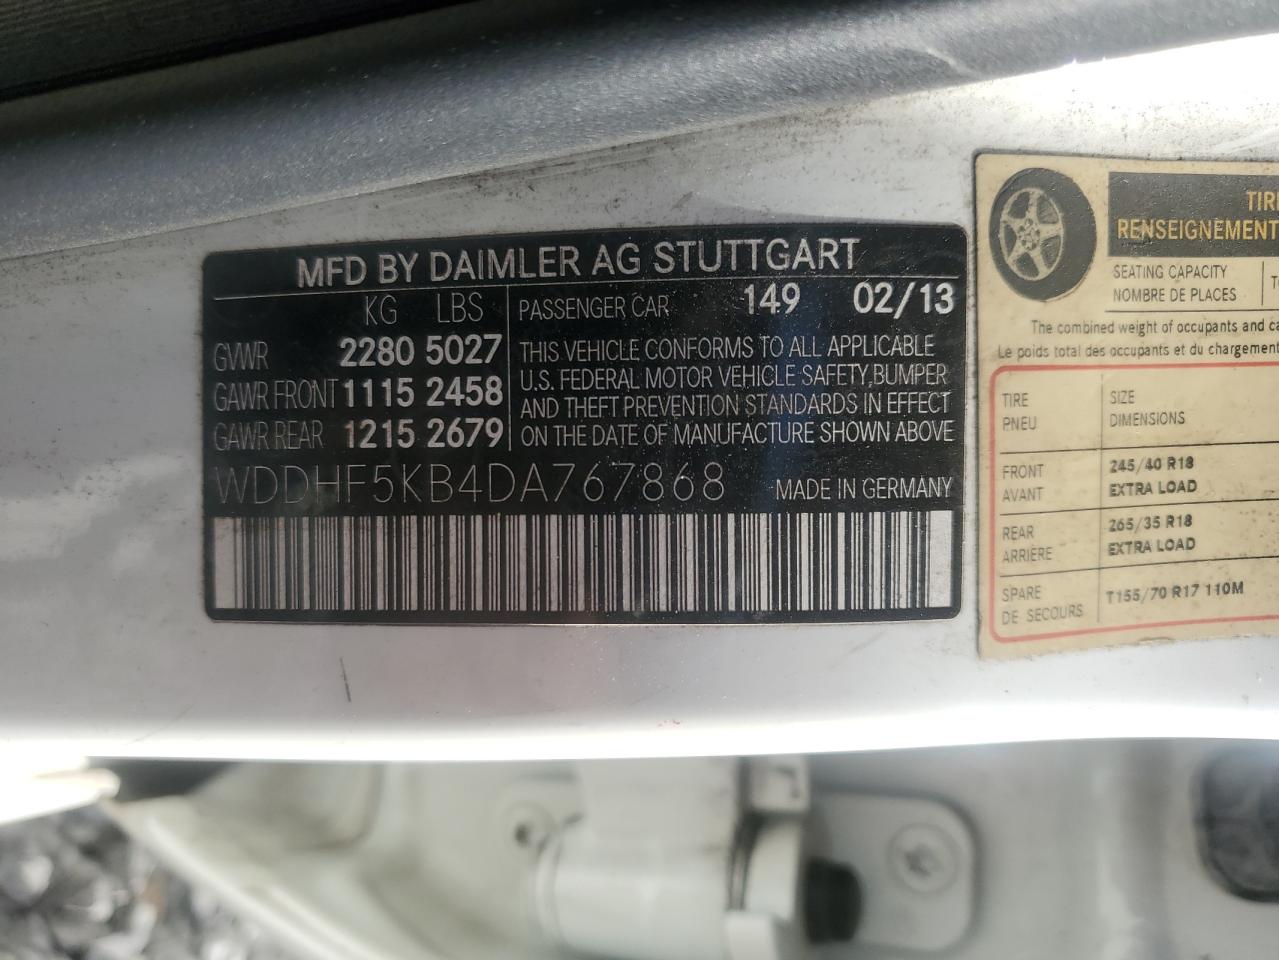 MFD BY DAIMLER AG STUTTGART
KG LBS
GVWR 2280 5027
GAWR FRONT 1115 2458
GAWR REAR 1215 2679
PASSENGER CAR 149 02/13
THIS VEHICLE CONFORMS TO ALL APPLICABLE
U.S. FEDERAL MOTOR VEHICLE SAFETY, BUMPER
AND THEFT PREVENTION STANDARDS IN EFFECT
ON THE DATE OF MANUFACTURE SHOWN ABOVE
WDDHF5KB4DA767868 MADE IN GERMANY
RENSEIGNEMENT
SEATING CAPACITY
NOMBRE DE PLACES
The combined weight of occupants and
Le poids total des occupants et du chargement
TIRE SIZE
PNEU DIMENSIONS
FRONT 245/40 R18
AVANT EXTRA LOAD
REAR 265/35 R18
ARRIÈRE EXTRA LOAD
SPARE T155/70 R17 110M
DE SECOURS